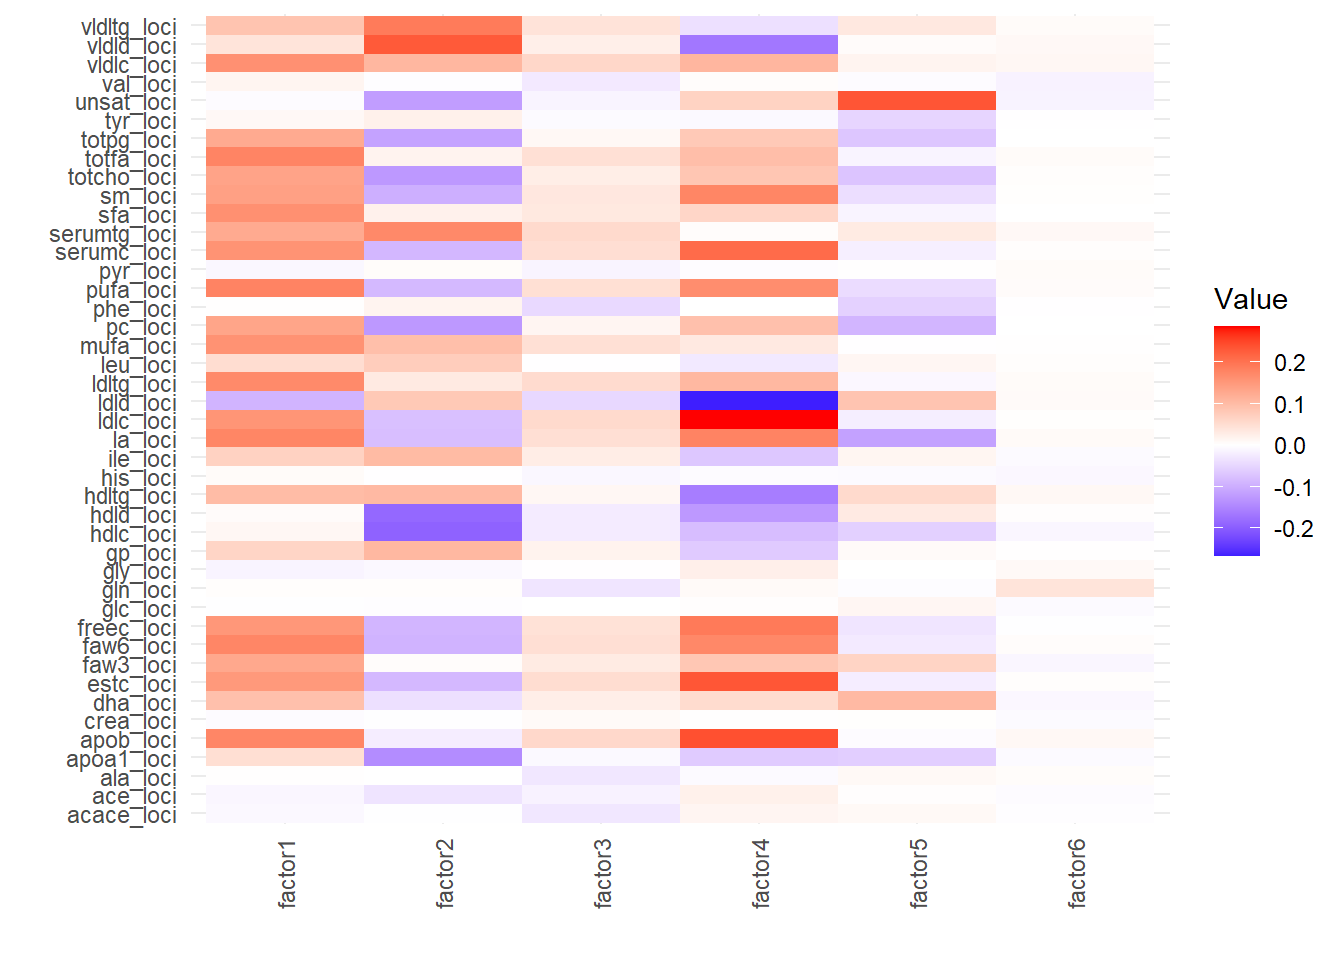 vldltg_loci
vldld_loci
vldlc_loci
val_loci
unsat_loci
tyr_loci
totpg_loci
totfa_loci
totcho_loci
sm_loci
sfa_loci
serumtg_loci
serumc_loci
pyr_loci
pufa_loci
phe_loci
pc_loci
mufa_loci
leu_loci
ldltg_loci
ldld_loci
ldlc_loci
la_loci
ile_loci
his_loci
hdltg_loci
hdld_loci
hdlc_loci
gp_loci
gly_loci
gln_loci
glc_loci
freec_loci
faw6_loci
faw3_loci
estc_loci
dha_loci
crea_loci
apob_loci
apoa1_loci
ala_loci
ace_loci
acace_loci
factor1
factor2
factor3
factor4
factor5
factor6
Value
0.2
0.1
0.0
-0.1
-0.2